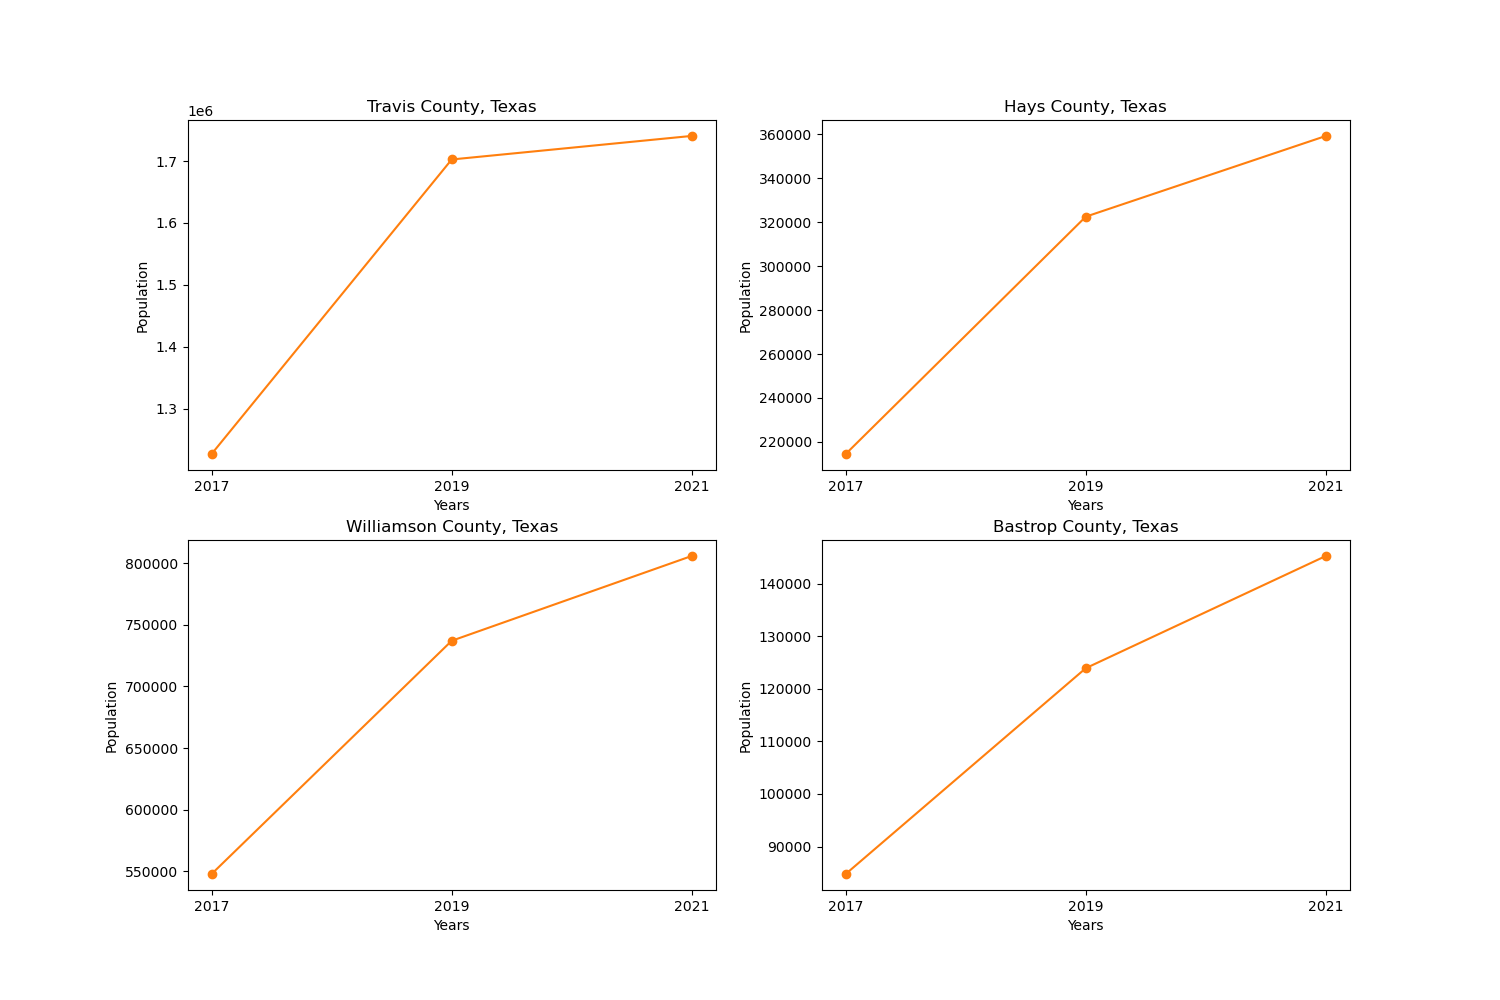 Travis County, Texas
1e6
1.7
1.6
1.5
1.4
1.3
Population
2017 2019 2021
Years
Hays County, Texas
360000
340000
320000
300000
280000
260000
240000
220000
Population
2017 2019 2021
Years
Williamson County, Texas
800000
750000
700000
650000
600000
550000
Population
2017 2019 2021
Years
Bastrop County, Texas
140000
130000
120000
110000
100000
90000
Population
2017 2019 2021
Years